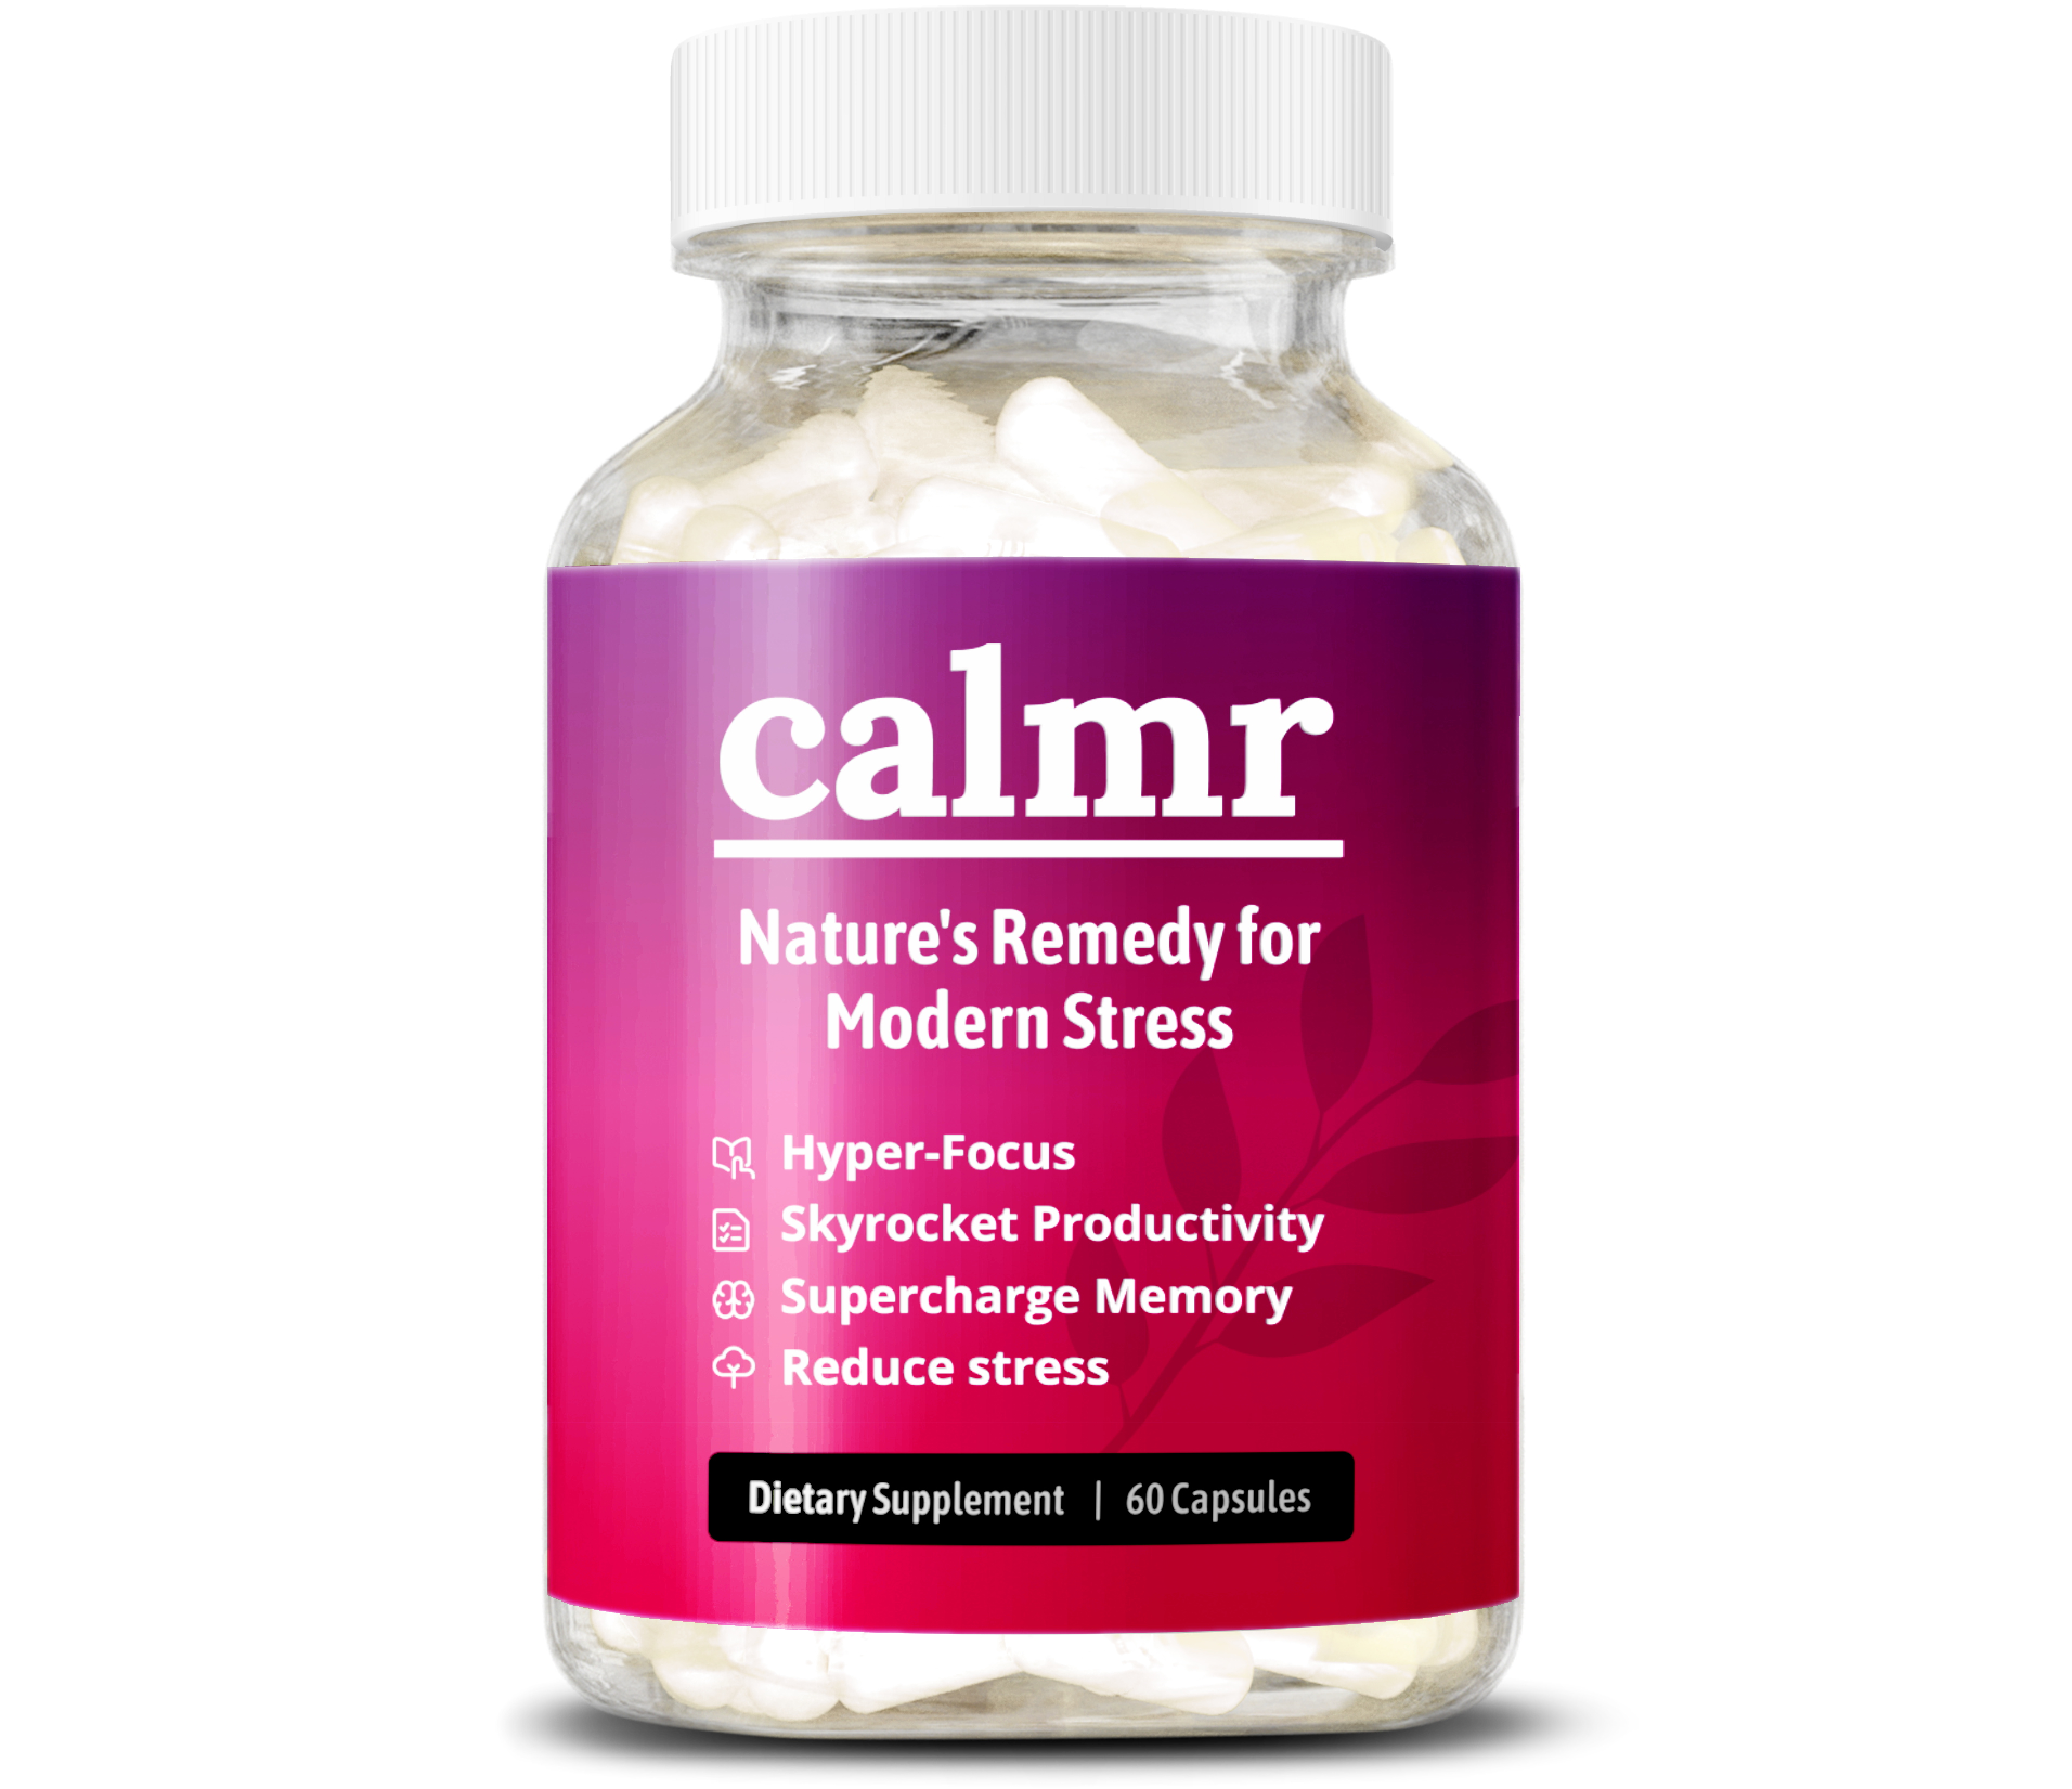 calmr
Nature's Remedy for
Modern Stress
Hyper-Focus
Skyrocket Productivity
Supercharge Memory
Reduce stress
Dietary Supplement | 60 Capsules